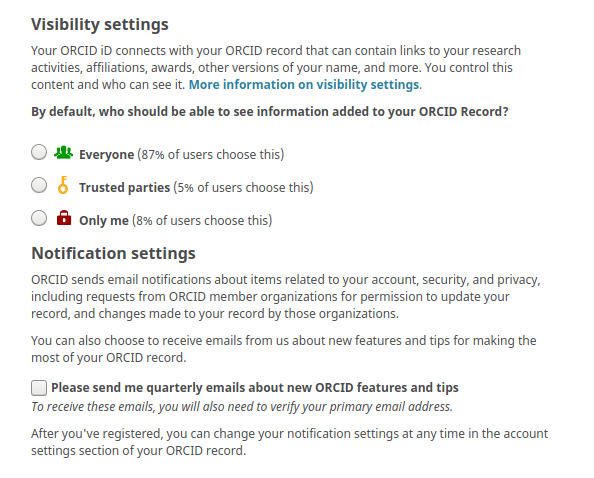 Visibility settings
Your ORCID iD connects with your ORCID record that can contain links to your research
activities, affiliations, awards, other versions of your name, and more. You control this
content and who can see it. More information on visibility settings.
By default, who should be able to see information added to your ORCID Record?
Everyone (87% of users choose this)
Trusted parties (5% of users choose this)
Only me (8% of users choose this)
Notification settings
ORCID sends email notifications about items related to your account, security, and privacy,
including requests from ORCID member organizations for permission to update your
record, and changes made to your record by those organizations.
You can also choose to receive emails from us about new features and tips for making the
most of your ORCID record.
Please send me quarterly emails about new ORCID features and tips
To receive these emails, you will also need to verify your primary email address.
After you've registered, you can change your notification settings at any time in the account
settings section of your ORCID record.